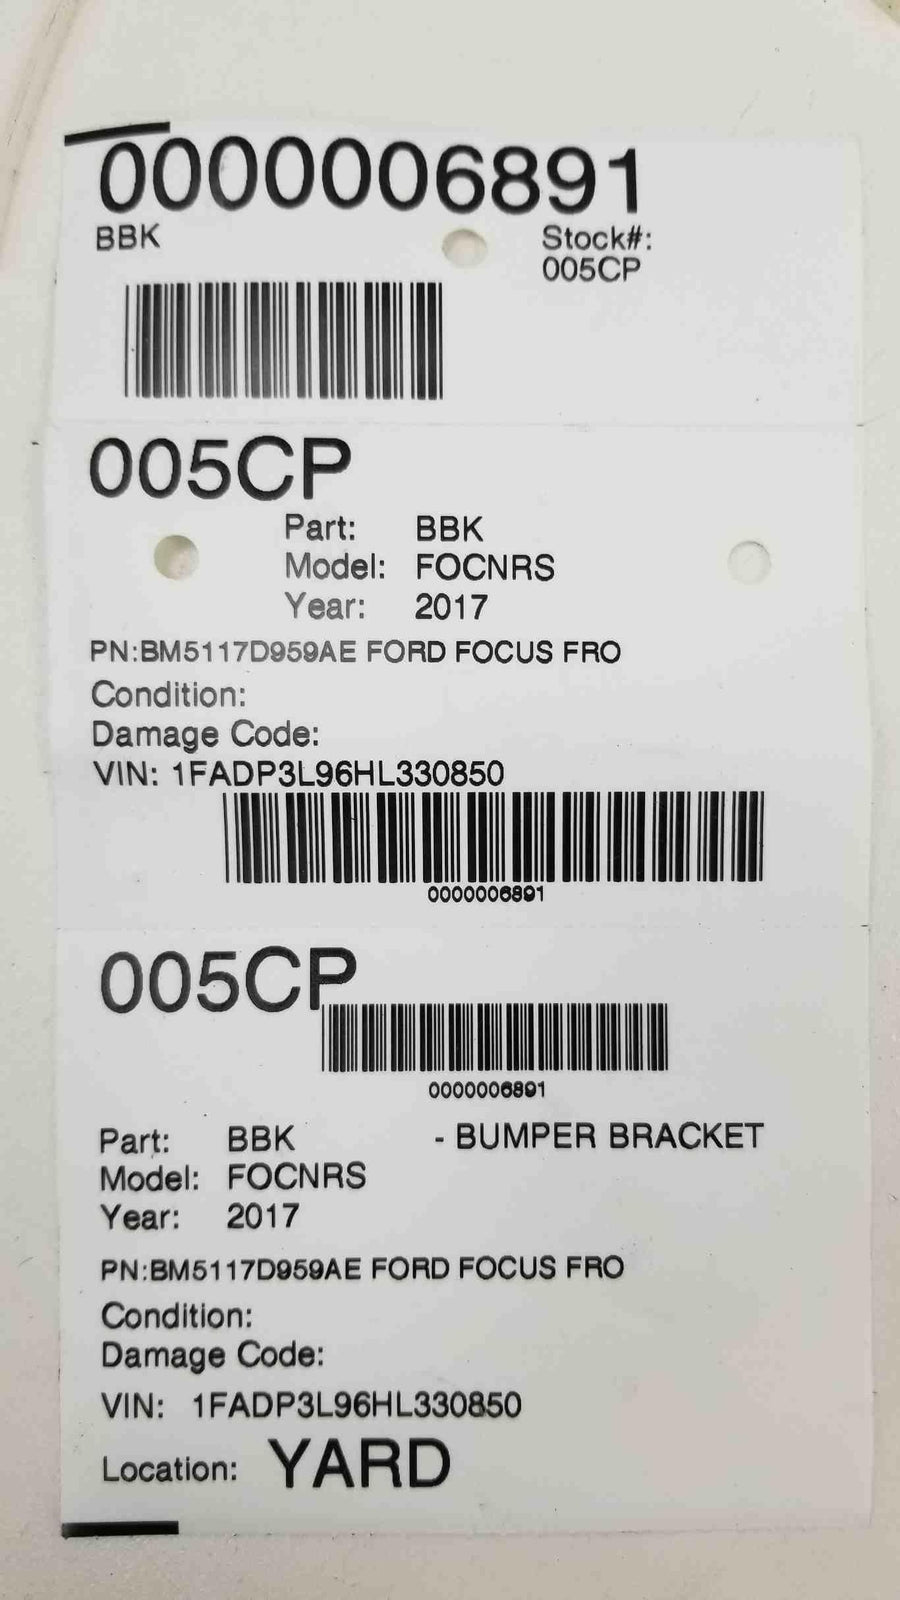 0000006891
BBK
Stock#:
005CP
005CP
Part: BBK
Model: FOCNRS
Year: 2017
PN:BM5117D959AE FORD FOCUS FRO
Condition:
Damage Code:
VIN: 1FADP3L96HL330850
0000006891
005CP
0000006891
Part: BBK - BUMPER BRACKET
Model: FOCNRS
Year: 2017
PN:BM5117D959AE FORD FOCUS FRO
Condition:
Damage Code:
VIN: 1FADP3L96HL330850
Location: YARD